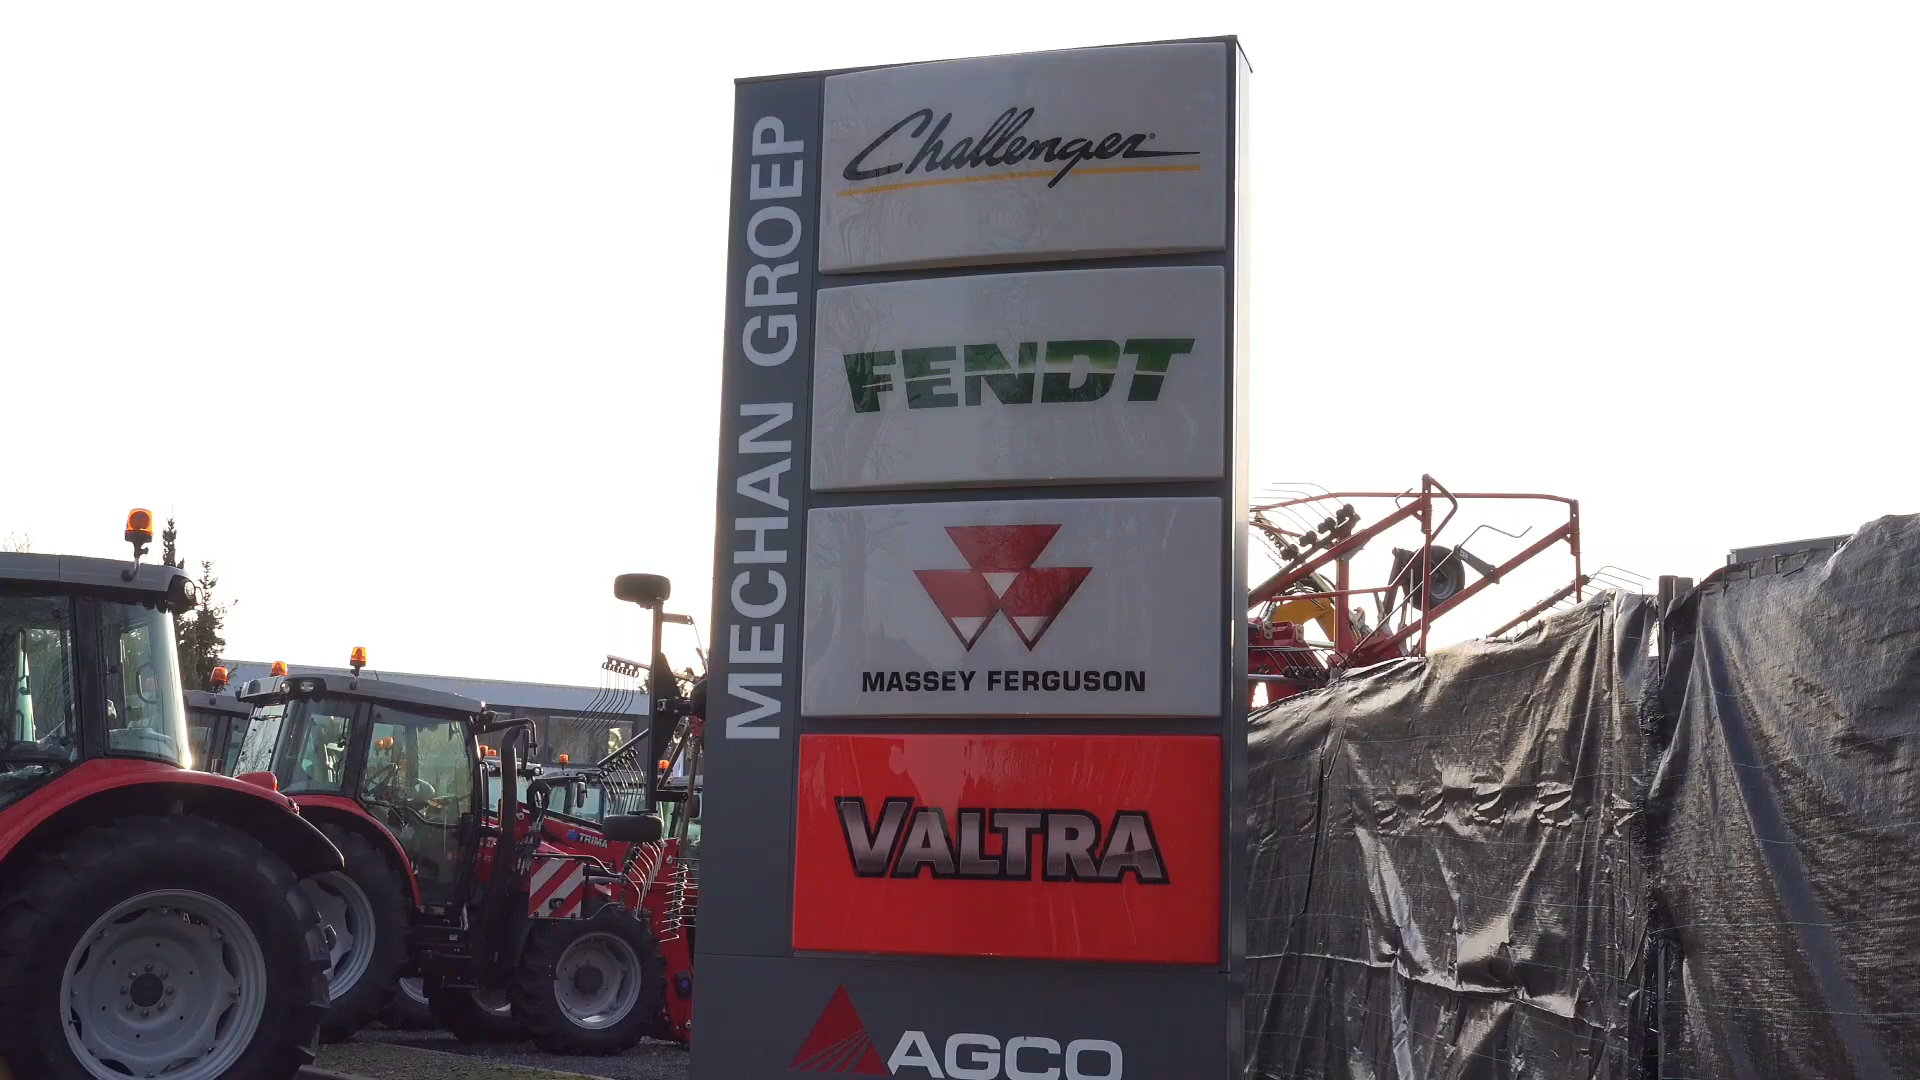 MECHAN GROEP
Challenger
FENDT
MASSEY FERGUSON
VALTRA
AGCO
TRIMA